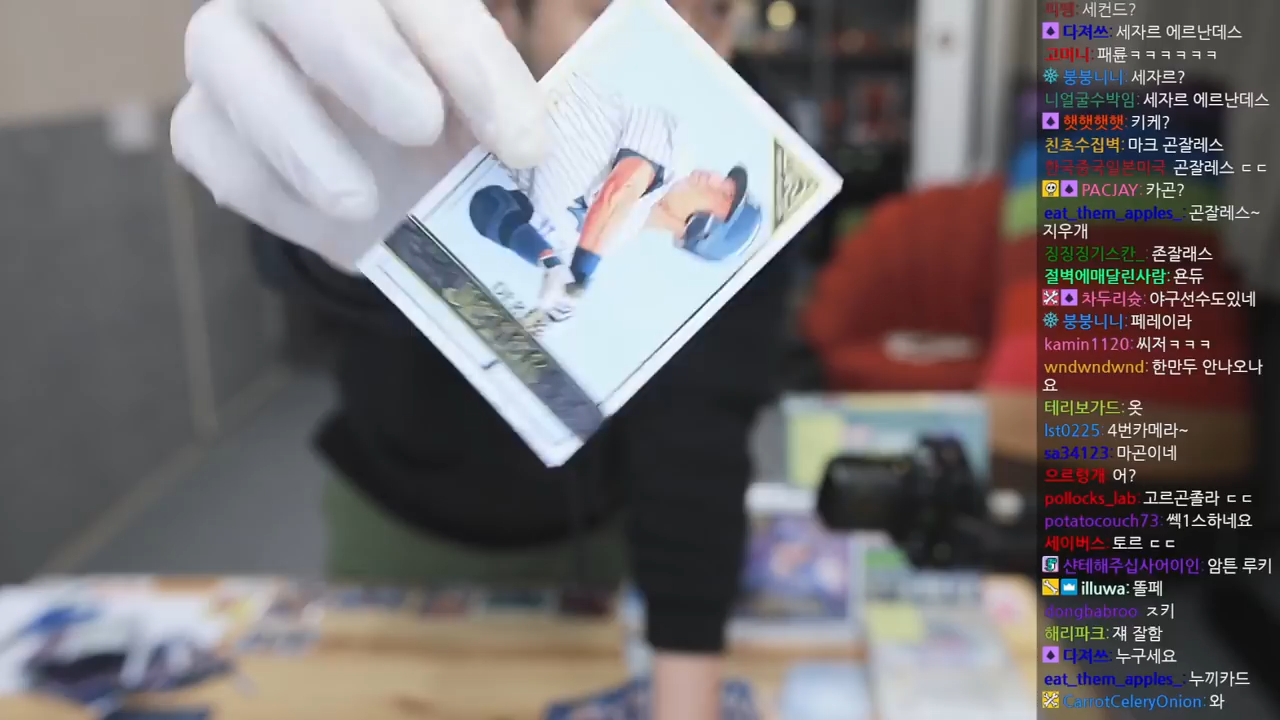 픽뗌: 세컨드?
다져쓰: 세자르 에르난데스
고머니: 패륜ㅋㅋㅋㅋㅋㅋ
붕붕니니: 세자르?
니얼굴수박임: 세자르 에르난데스
햇햇햇햇: 키케?
친초수집벽: 마크 곤잘레스
한국중국일본미국: 곤잘레스 ㄷㄷ
PACJAY: 카곤?
eat_them_apples_: 곤잘레스~
지우개
징징징기스칸_: 존잘래스
절벽에매달린사람: 욘듀
차두리슛: 야구선수도있네
붕붕니니: 페레이라
kamin1120: 씨저ㅋㅋㅋ
wndwndwnd: 한만두 안나오나
요
테리보가드: 옷
lst0225: 4번카메라~
sa34123: 마곤이네
으르렁개: 어?
pollocks_lab: 고르곤졸라 ㄷㄷ
potatocouch73: 쎅1스하네요
세이버스: 토르 ㄷㄷ
샨테해주십사어이인: 암튼 루키
illuwa: 똘페
dongbabroo: ㅈ키
해리파크: 쟤 잘함
다져쓰: 누구세요
eat_them_apples_: 누끼카드
CarrotCeleryOnion: 와